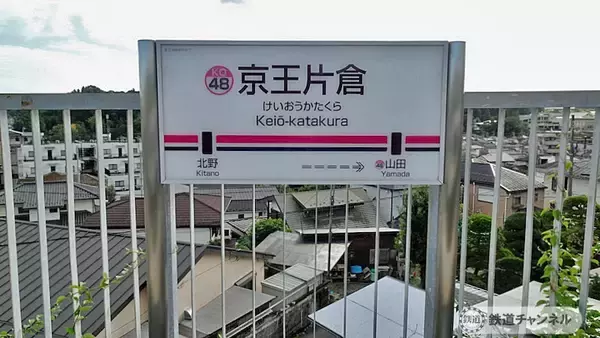 KO
48
京王片倉
けいおうかたくら
Keiō-katakura
北野
Kitano
山田
Yamada
鉄道チャンネル